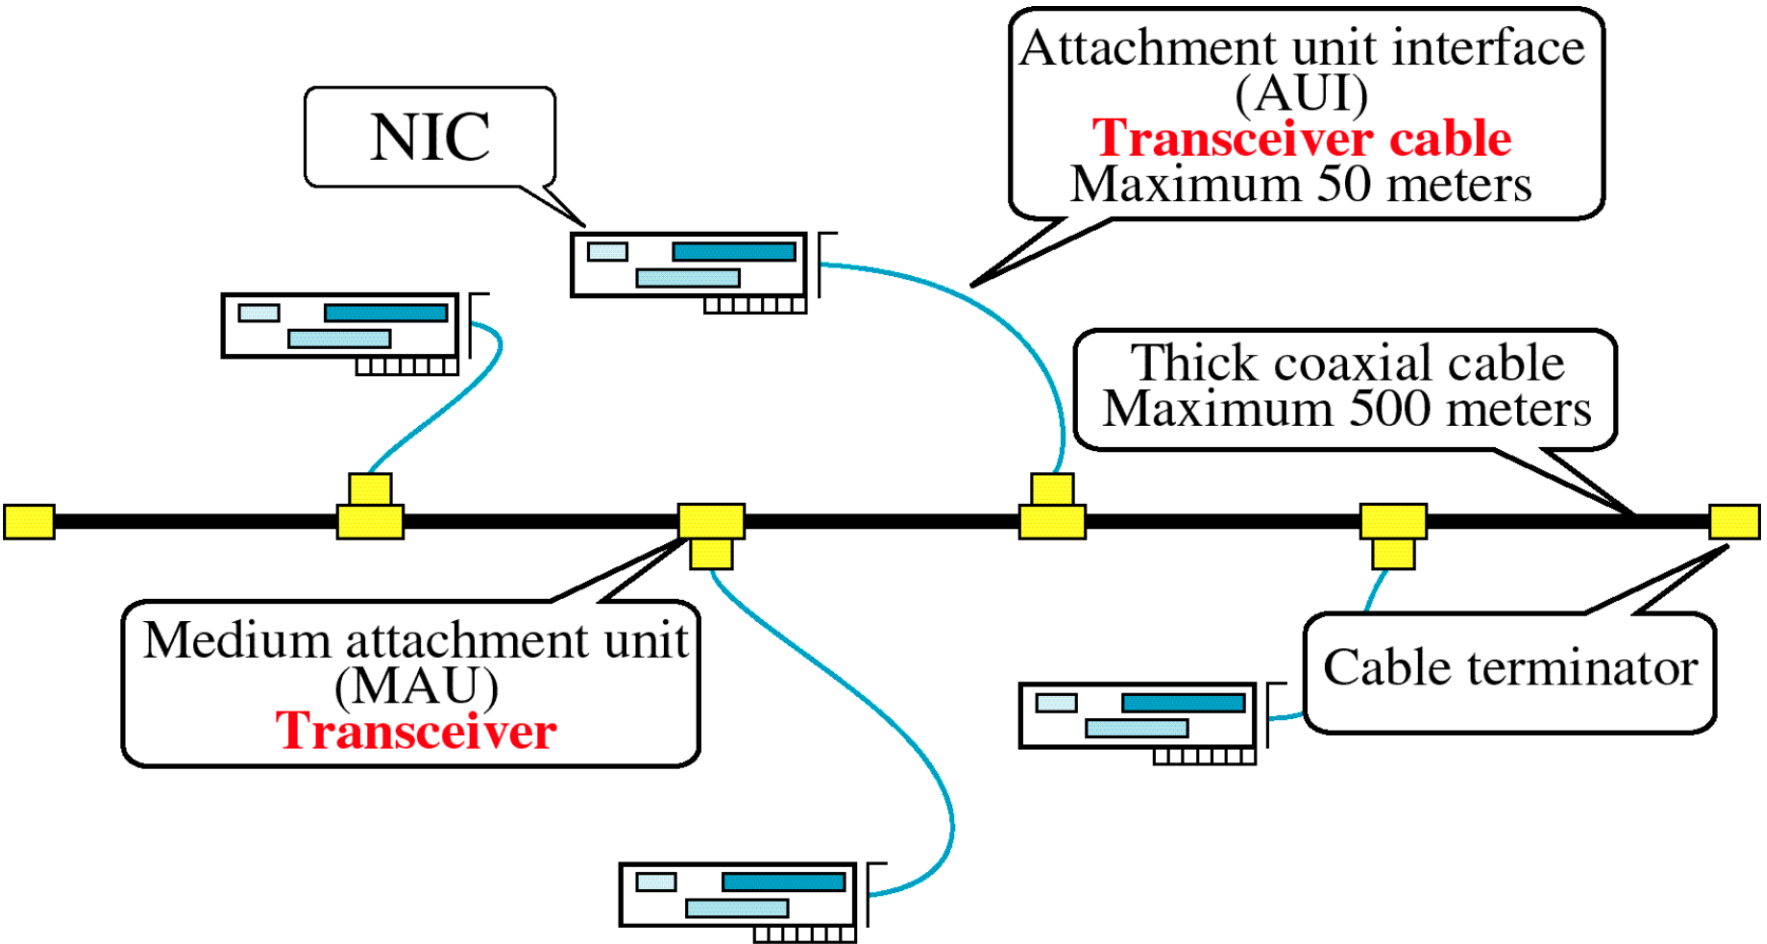 NIC
Attachment unit interface
(AUI)
Transceiver cable
Maximum 50 meters
Thick coaxial cable
Maximum 500 meters
Medium attachment unit
(MAU)
Transceiver
Cable terminator